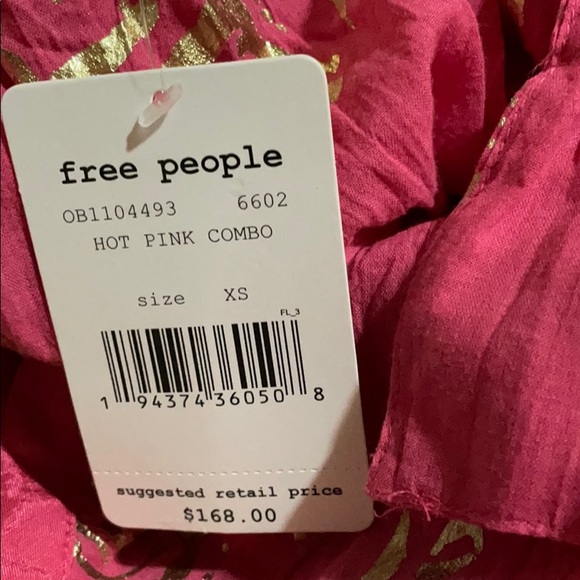 free people
OB1104493 6602
HOT PINK COMBO
size XS
FL_3
1 94374 36050 8
suggested retail price
$168.00